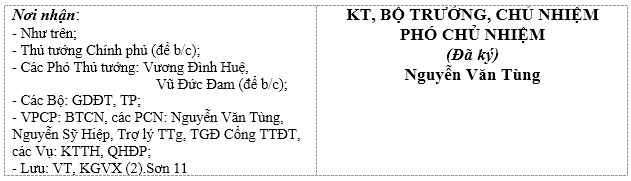 Nơi nhận:
- Như trên;
- Thủ tướng Chính phủ (để b/c);
- Các Phó Thủ tướng: Vương Đình Huệ,
Vũ Đức Đam (để b/c);
- Các Bộ: GDĐT, TP;
- VPCP: BTCN, các PCN: Nguyễn Văn Tùng,
Nguyễn Sỹ Hiệp, Trợ lý TTg, TGĐ Cổng TTĐT,
các Vụ: KTTH, QHĐP;
- Lưu: VT, KGVX (2).Sơn 11
KT, BỘ TRƯỞNG, CHỦ NHIỆM
PHÓ CHỦ NHIỆM
(Đã ký)
Nguyễn Văn Tùng